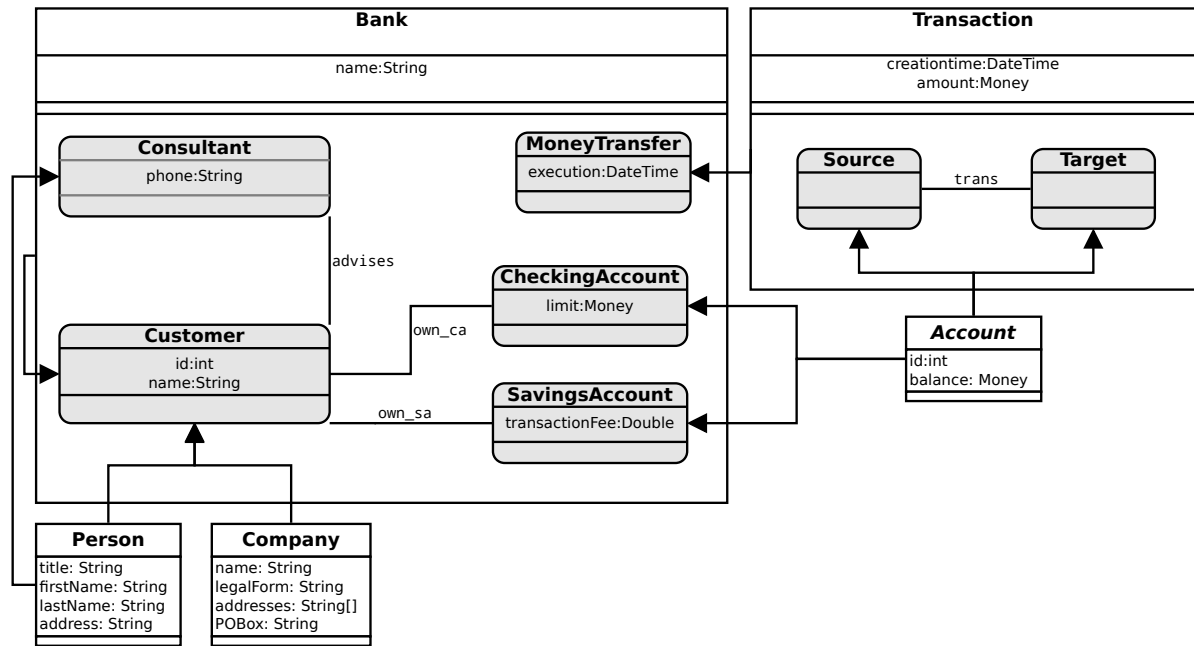 Bank
name:String
Transaction
creationtime:DateTime
amount:Money
Consultant
phone:String
MoneyTransfer
execution:DateTime
Source
trans
Target
advises
CheckingAccount
limit:Money
own_ca
Customer
id:int
name:String
Account
id:int
balance: Money
SavingsAccount
transactionFee:Double
own_sa
Person
title: String
firstName: String
lastName: String
address: String
Company
name: String
legalForm: String
addresses: String[]
POBox: String